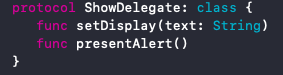 protocol ShowDelegate: class {
func setDisplay(text: String)
func presentAlert()
}